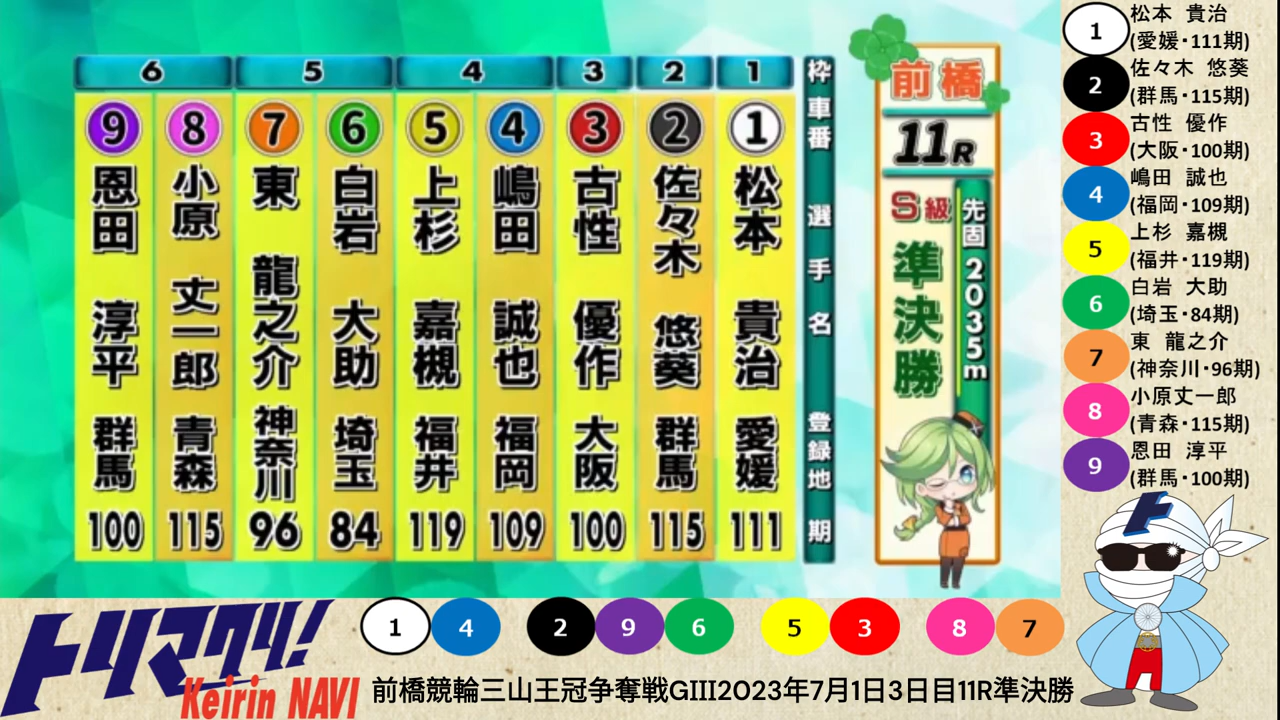 枠 1 2 3 4 5 6
車番 1 2 3 4 5 6 7 8 9
選手名
松本 貴治
佐々木 悠葵
古性 優作
嶋田 誠也
上杉 嘉槻
白岩 大助
東 龍之介
小原 丈一郎
恩田 淳平
登録地
愛媛 群馬 大阪 福岡 福井 埼玉 神奈川 青森 群馬
期
111 115 100 109 119 84 96 115 100
前橋
11R
S級
準決勝
先固 2035m
1 松本 貴治
(愛媛・111期)
2 佐々木 悠葵
(群馬・115期)
3 古性 優作
(大阪・100期)
4 嶋田 誠也
(福岡・109期)
5 上杉 嘉槻
(福井・119期)
6 白岩 大助
(埼玉・84期)
7 東 龍之介
(神奈川・96期)
8 小原丈一郎
(青森・115期)
9 恩田 淳平
(群馬・100期)
トリマクリ!
Keirin NAVI
1 4 2 9 6 5 3 8 7
前橋競輪三山王冠争奪戦GIII2023年7月1日3日目11R準決勝